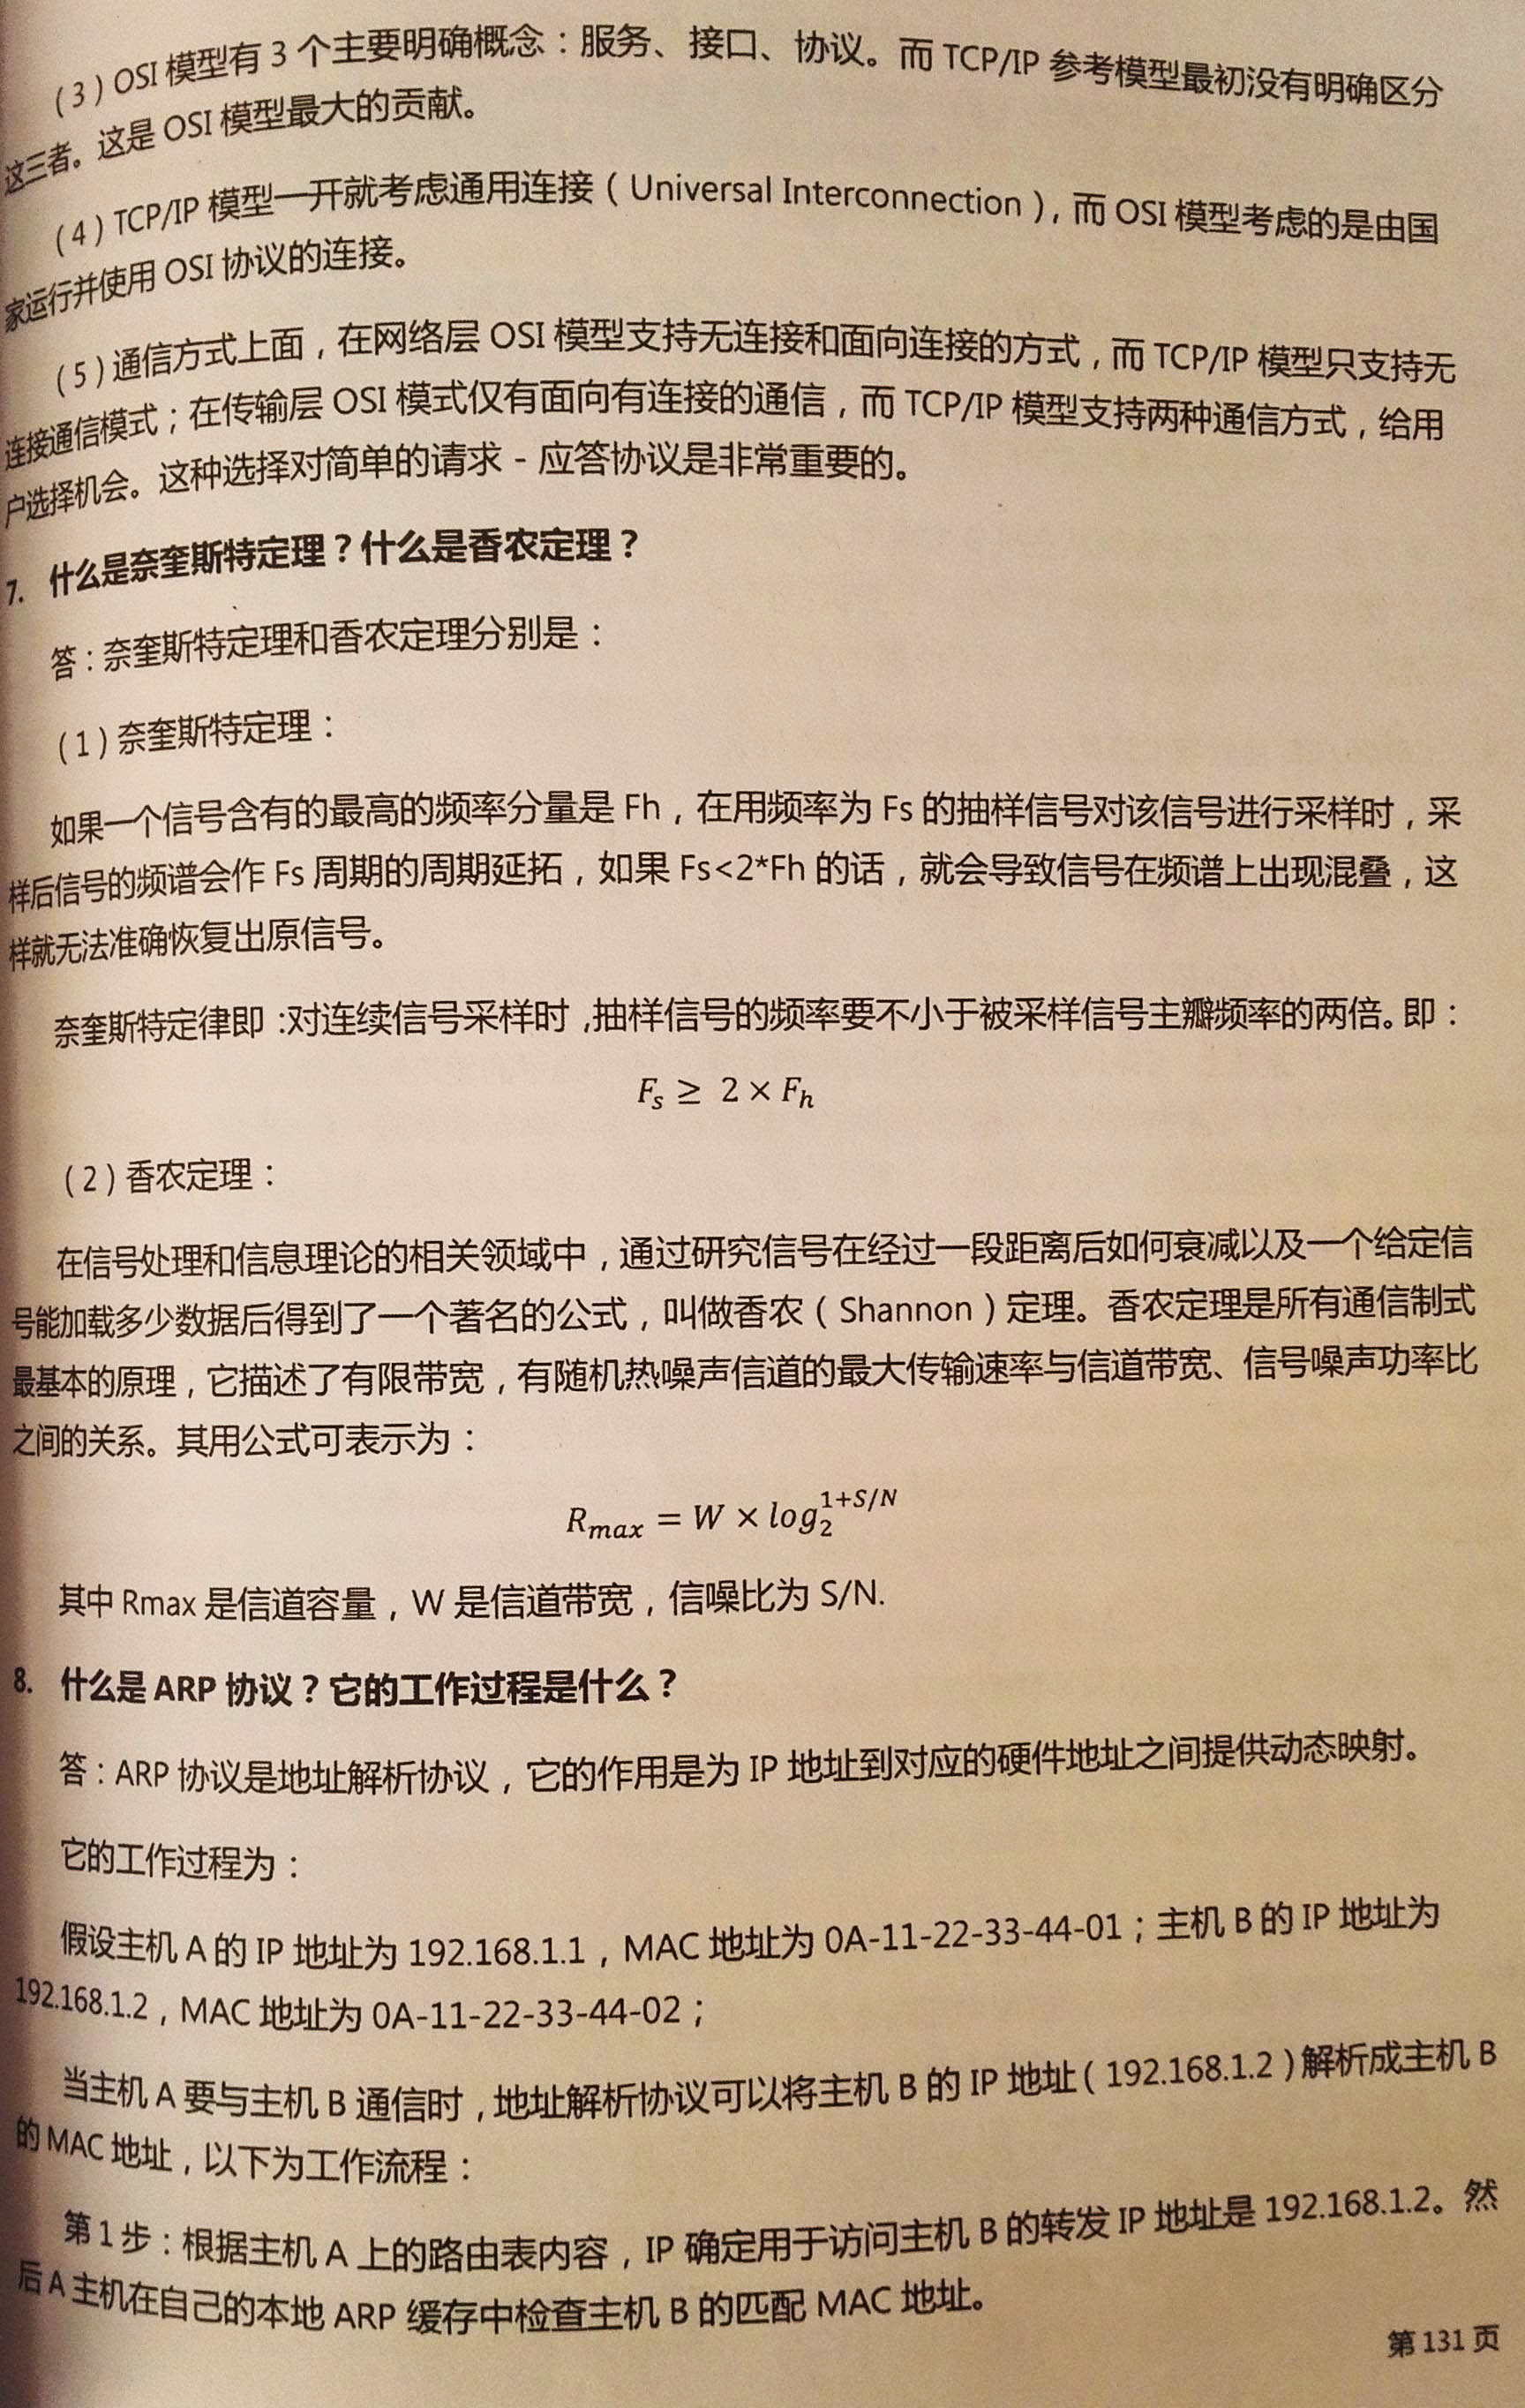 （3）OSI 模型有 3 个主要明确概念：服务、接口、协议。而 TCP/IP 参考模型最初没有明确区分
这三者。这是 OSI 模型最大的贡献。
（4）TCP/IP 模型一开就考虑通用连接（Universal Interconnection），而 OSI 模型考虑的是由国
家运行并使用 OSI 协议的连接。
（5）通信方式上面，在网络层 OSI 模型支持无连接和面向连接的方式，而 TCP/IP 模型只支持无
连接通信模式；在传输层 OSI 模式仅有面向有连接的通信，而 TCP/IP 模型支持两种通信方式，给用
户选择机会。这种选择对简单的请求 - 应答协议是非常重要的。
7. 什么是奈奎斯特定理？什么是香农定理？
答：奈奎斯特定理和香农定理分别是：
（1）奈奎斯特定理：
如果一个信号含有的最高的频率分量是 Fh，在用频率为 Fs 的抽样信号对该信号进行采样时，采
样后信号的频谱会作 Fs 周期的周期延拓，如果 Fs<2*Fh 的话，就会导致信号在频谱上出现混叠，这
样就无法准确恢复出原信号。
奈奎斯特定律即：对连续信号采样时，抽样信号的频率要不小于被采样信号主瓣频率的两倍。即：
$F_s \geq 2 \times F_h$
（2）香农定理：
在信号处理和信息理论的相关领域中，通过研究信号在经过一段距离后如何衰减以及一个给定信
号能加载多少数据后得到了一个著名的公式，叫做香农（Shannon）定理。香农定理是所有通信制式
最基本的原理，它描述了有限带宽，有随机热噪声信道的最大传输速率与信道带宽、信号噪声功率比
之间的关系。其用公式可表示为：
$R_{max} = W \times log_2^{1+S/N}$
其中 Rmax 是信道容量，W 是信道带宽，信噪比为 S/N.
8. 什么是 ARP 协议？它的工作过程是什么？
答：ARP 协议是地址解析协议，它的作用是为 IP 地址到对应的硬件地址之间提供动态映射。
它的工作过程为：
假设主机 A 的 IP 地址为 192.168.1.1，MAC 地址为 0A-11-22-33-44-01；主机 B 的 IP 地址为
192.168.1.2，MAC 地址为 0A-11-22-33-44-02；
当主机 A 要与主机 B 通信时，地址解析协议可以将主机 B 的 IP 地址（192.168.1.2）解析成主机 B
的 MAC 地址，以下为工作流程：
第 1 步：根据主机 A 上的路由表内容，IP 确定用于访问主机 B 的转发 IP 地址是 192.168.1.2。然
后 A 主机在自己的本地 ARP 缓存中检查主机 B 的匹配 MAC 地址。
第 131 页